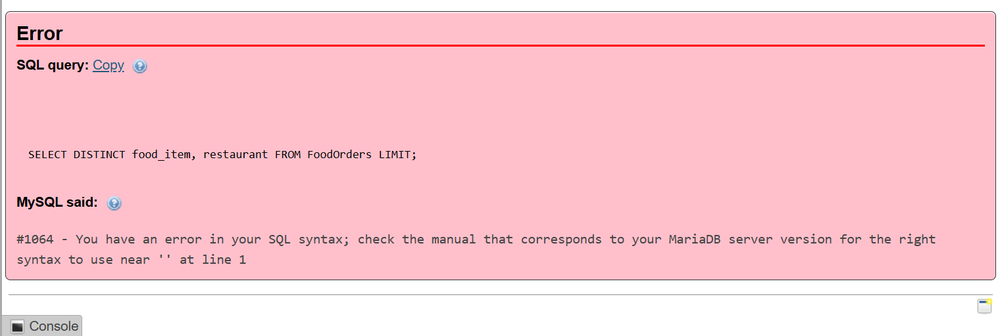 Error
SQL query: Copy
SELECT DISTINCT food_item, restaurant FROM FoodOrders LIMIT;
MySQL said:
#1064 - You have an error in your SQL syntax; check the manual that corresponds to your MariaDB server version for the right
syntax to use near '' at line 1
Console